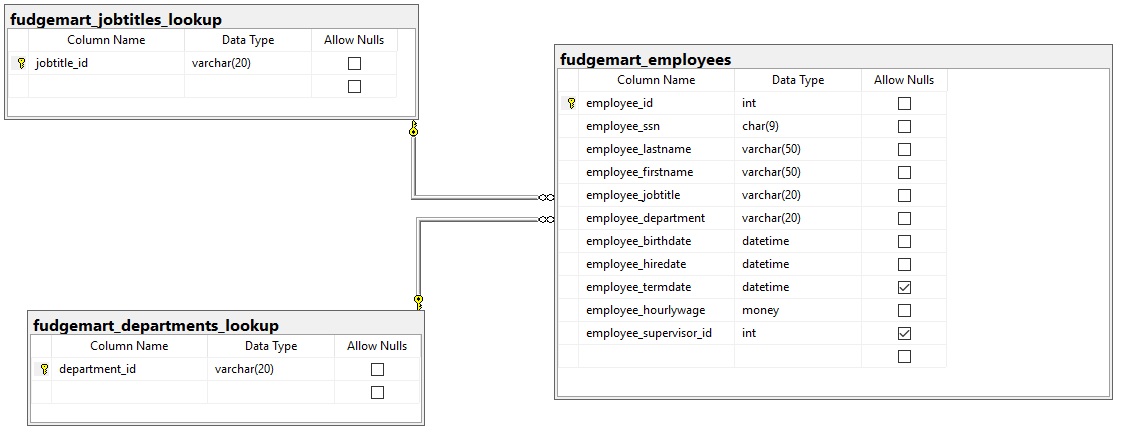 fudgemart_jobtitles_lookup
Column Name Data Type Allow Nulls
jobtitle_id varchar(20)
fudgemart_employees
Column Name Data Type Allow Nulls
employee_id int
employee_ssn char(9)
employee_lastname varchar(50)
employee_firstname varchar(50)
employee_jobtitle varchar(20)
employee_department varchar(20)
employee_birthdate datetime
employee_hiredate datetime
employee_termdate datetime
employee_hourlywage money
employee_supervisor_id int
fudgemart_departments_lookup
Column Name Data Type Allow Nulls
department_id varchar(20)